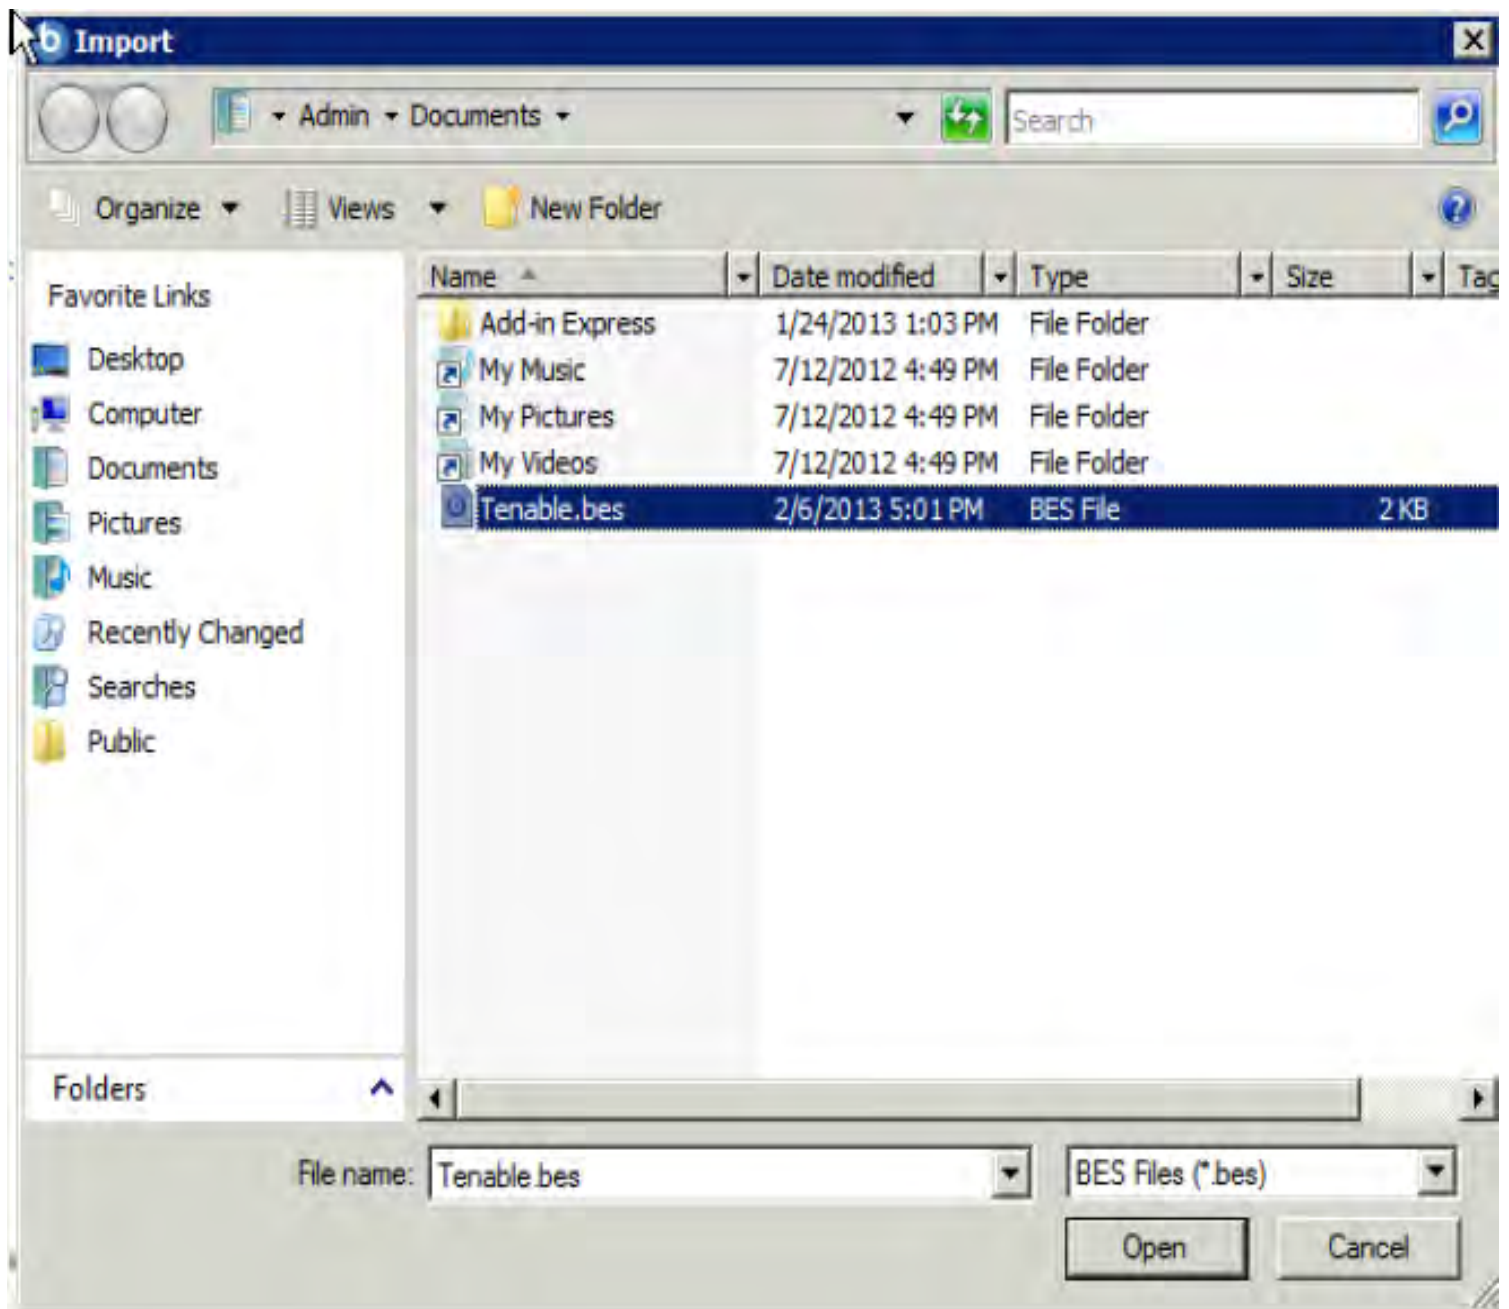 b Import
Admin Documents
Search
Organize Views New Folder
Favorite Links
Desktop
Computer
Documents
Pictures
Music
Recently Changed
Searches
Public
Folders
Name Date modified Type Size Tag
Add-in Express 1/24/2013 1:03 PM File Folder
My Music 7/12/2012 4:49 PM File Folder
My Pictures 7/12/2012 4:49 PM File Folder
My Videos 7/12/2012 4:49 PM File Folder
Tenable.bes 2/6/2013 5:01 PM BES File 2 KB
File name: Tenable.bes BES Files (*.bes)
Open Cancel